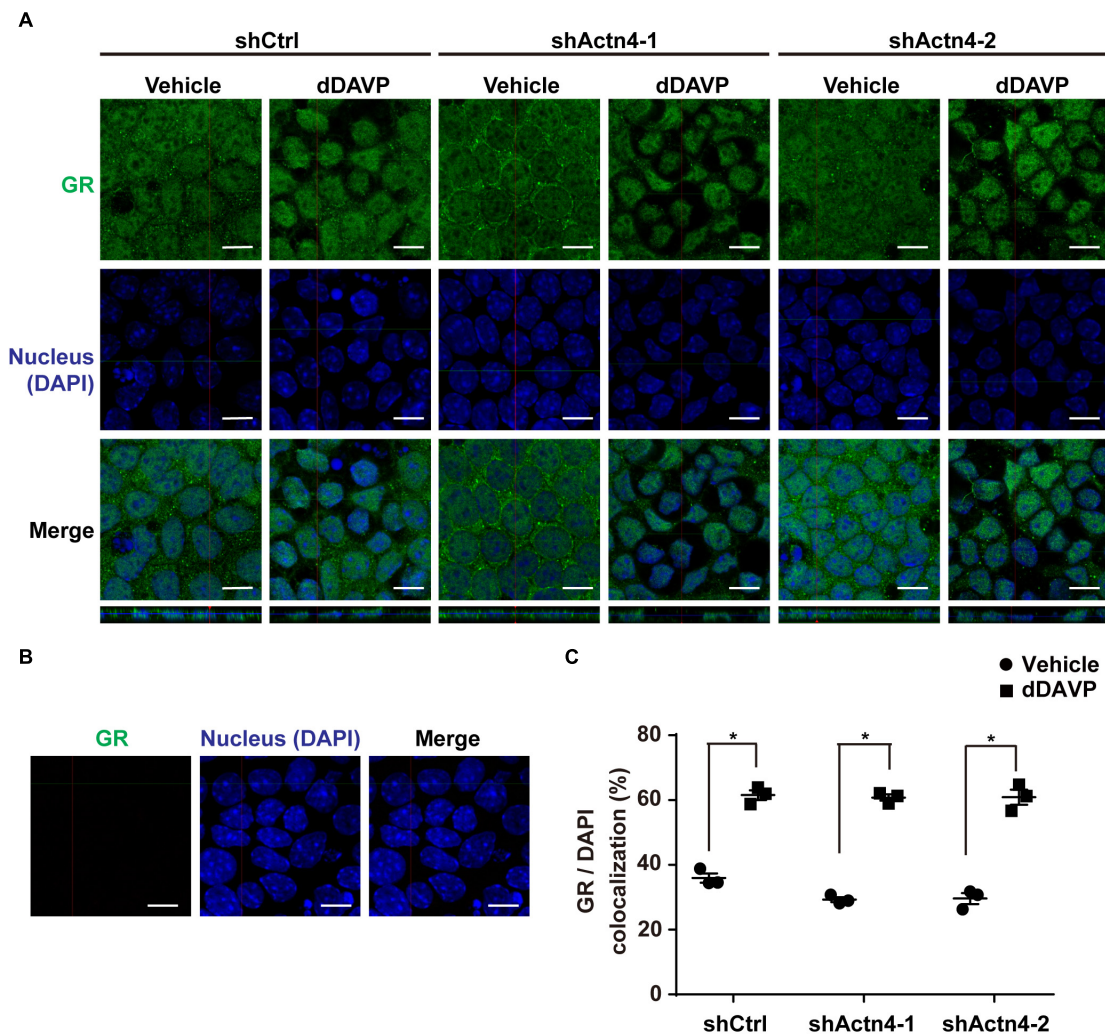 A
shCtrl shActn4-1 shActn4-2
Vehicle dDAVP Vehicle dDAVP Vehicle dDAVP
GR
Nucleus
(DAPI)
Merge
B
GR Nucleus (DAPI) Merge
C
Vehicle
dDAVP
GR / DAPI
colocalization (%)
80
60
40
20
0
* * *
shCtrl shActn4-1 shActn4-2